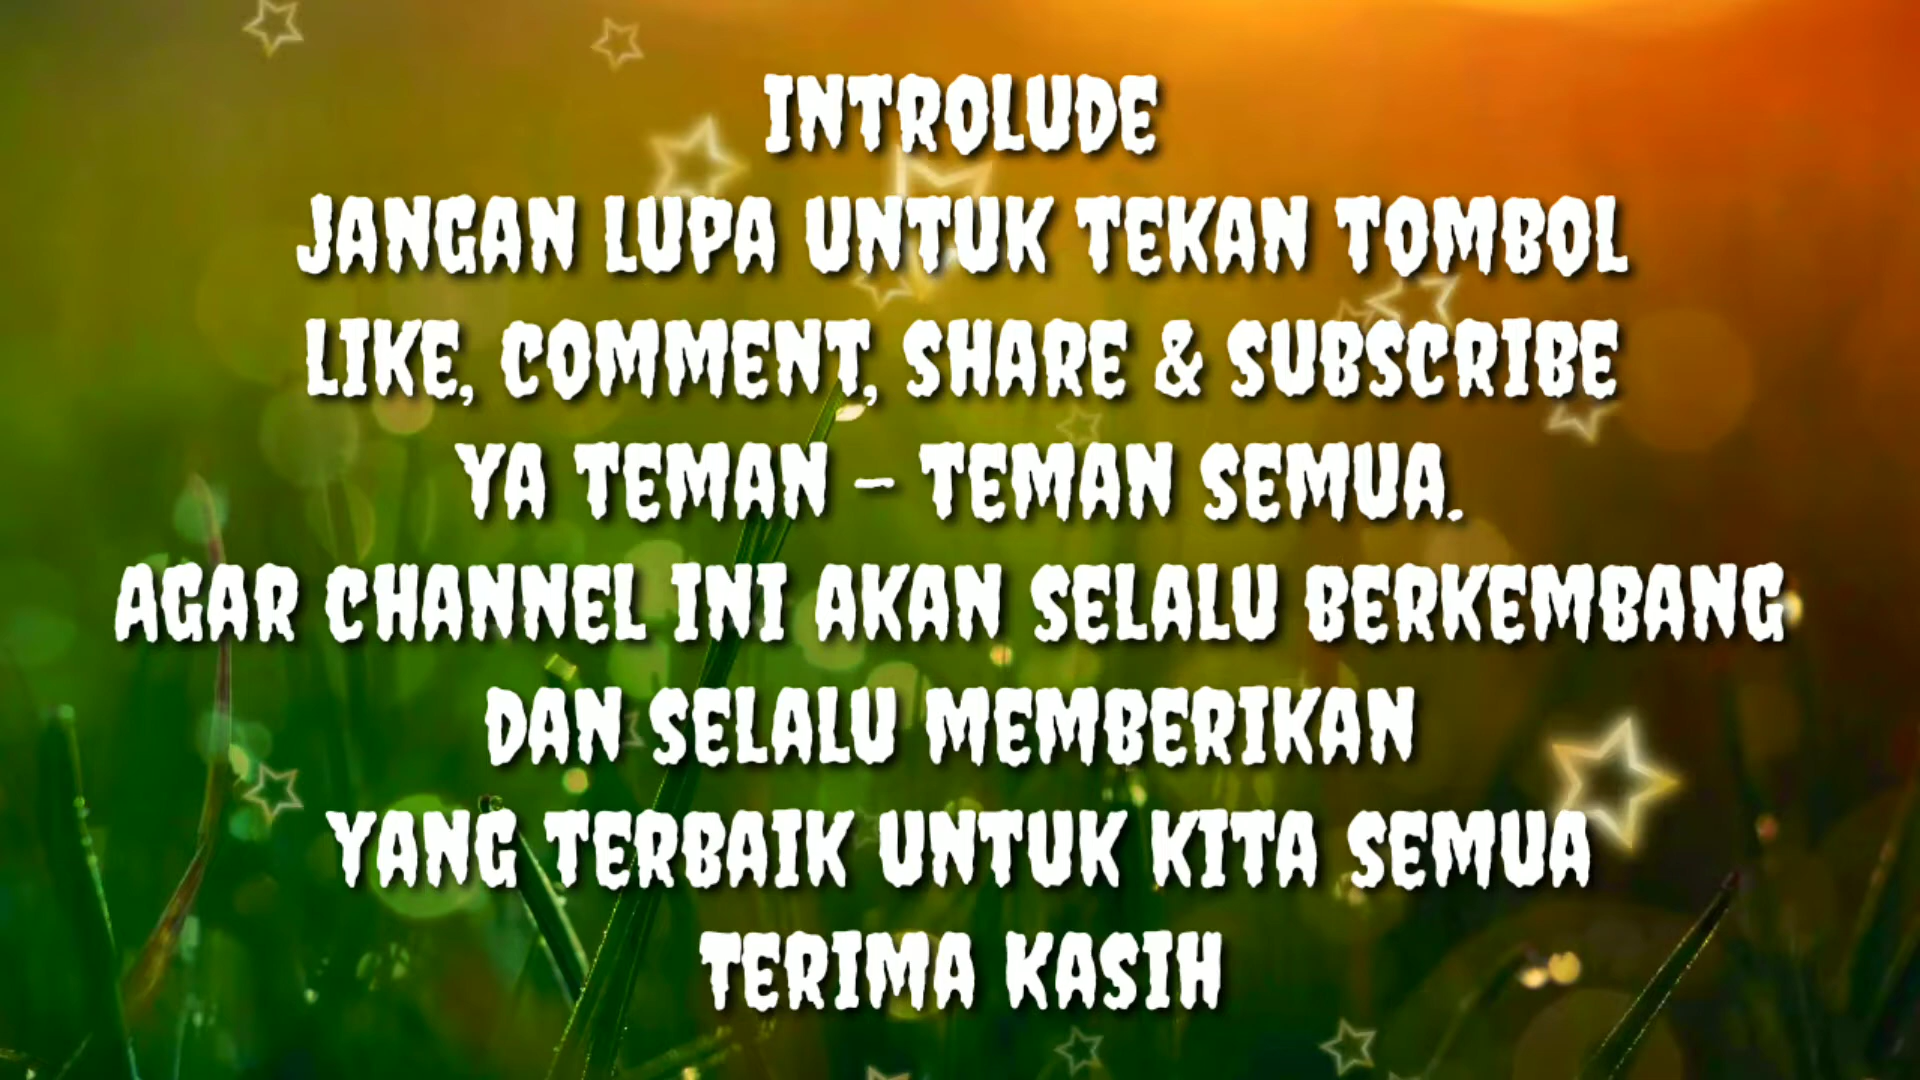 INTROLUDE
JANGAN LUPA UNTUK TEKAN TOMBOL
LIKE, COMMENT, SHARE & SUBSCRIBE
YA TEMAN - TEMAN SEMUA.
AGAR CHANNEL INI AKAN SELALU BERKEMBANG
DAN SELALU MEMBERIKAN
YANG TERBAIK UNTUK KITA SEMUA
TERIMA KASIH